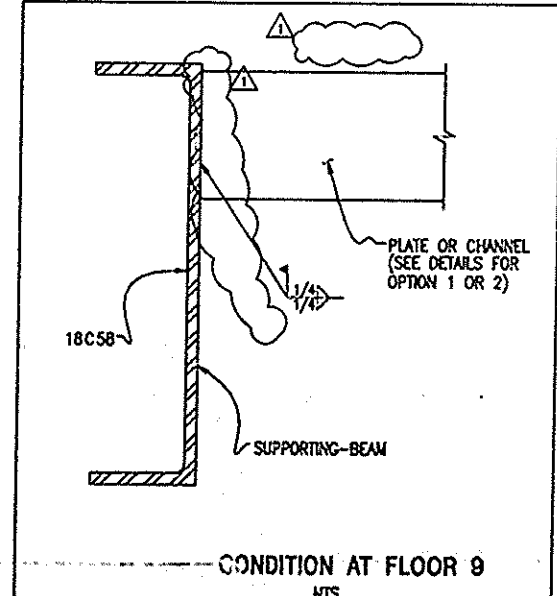 1
1
PLATE OR CHANNEL
(SEE DETAILS FOR
OPTION 1 OR 2)
1/4
1/4
18C58
SUPPORTING-BEAM
CONDITION AT FLOOR 9
NTS